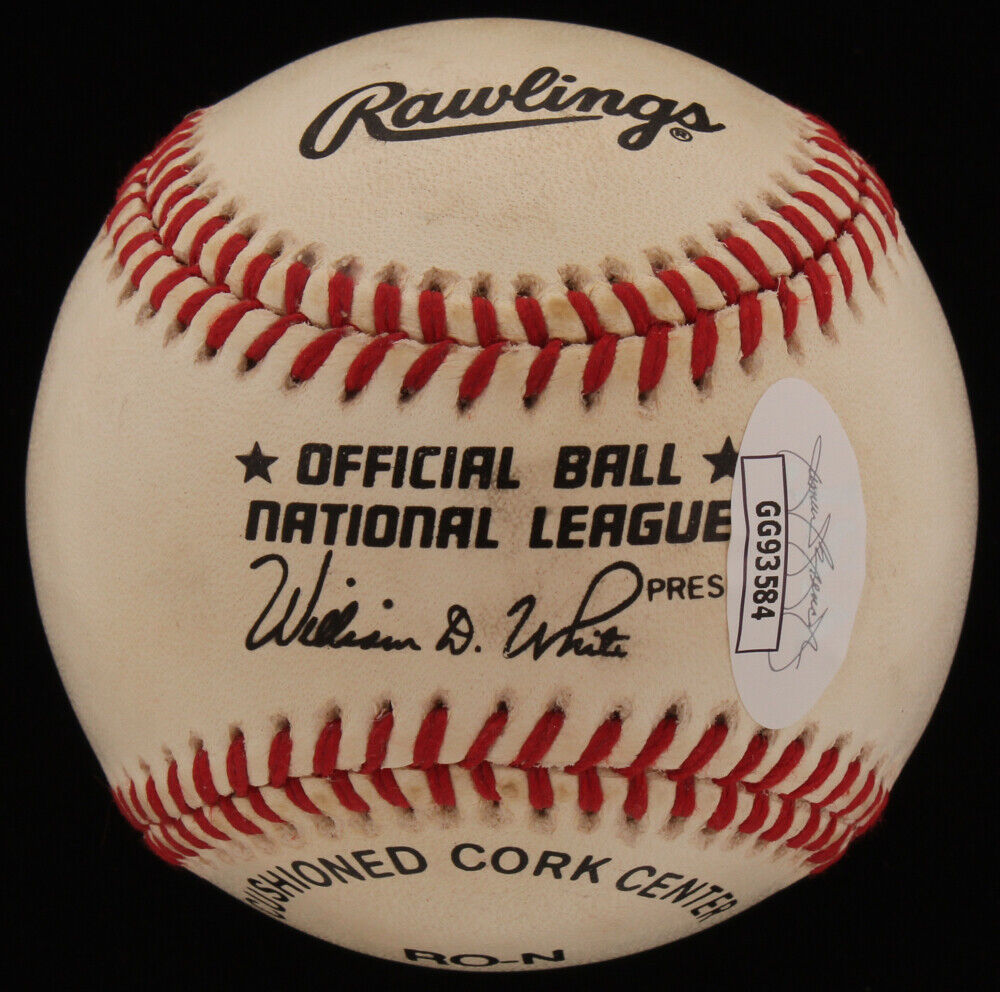 Rawlings®
★ OFFICIAL BALL ★
NATIONAL LEAGUE
William D. White PRES
GG93584
CUSHIONED CORK CENTER
RO-N